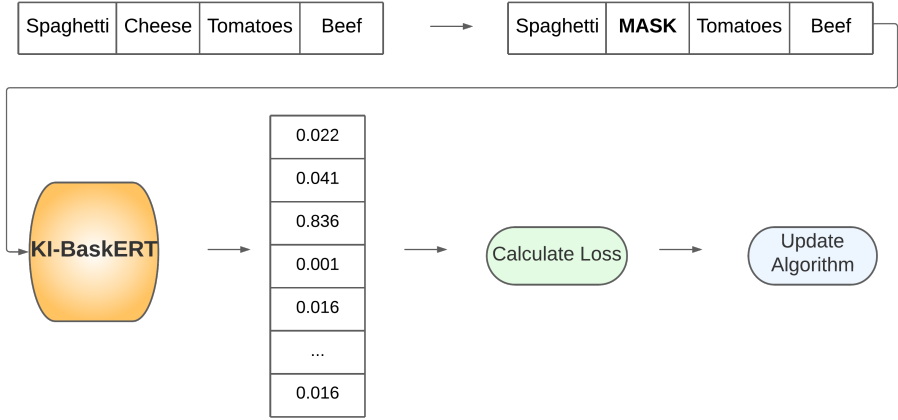 Spaghetti Cheese Tomatoes Beef
Spaghetti MASK Tomatoes Beef
KI-BaskERT
0.022
0.041
0.836
0.001
0.016
...
0.016
Calculate Loss
Update
Algorithm